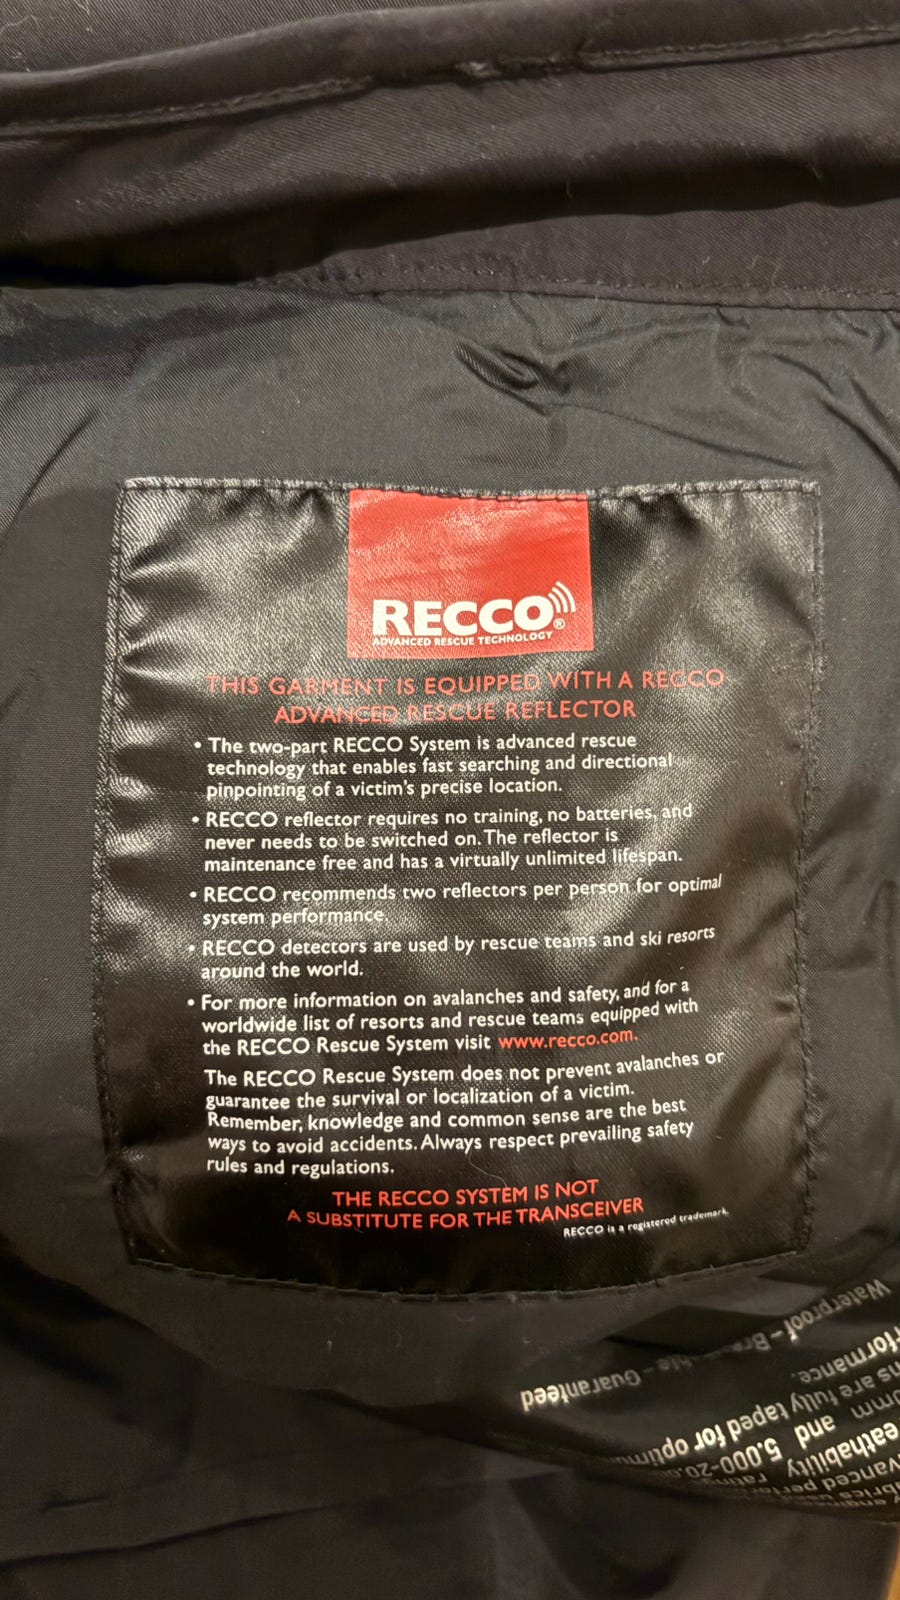 RECCO®
ADVANCED RESCUE TECHNOLOGY
THIS GARMENT IS EQUIPPED WITH A RECCO
ADVANCED RESCUE REFLECTOR
• The two-part RECCO System is advanced rescue
technology that enables fast searching and directional
pinpointing of a victim's precise location.
• RECCO reflector requires no training, no batteries, and
never needs to be switched on. The reflector is
maintenance free and has a virtually unlimited lifespan.
• RECCO recommends two reflectors per person for optimal
system performance.
• RECCO detectors are used by rescue teams and ski resorts
around the world.
• For more information on avalanches and safety, and for a
worldwide list of resorts and rescue teams equipped with
the RECCO Rescue System visit www.recco.com.
The RECCO Rescue System does not prevent avalanches or
guarantee the survival or localization of a victim.
Remember, knowledge and common sense are the best
ways to avoid accidents. Always respect prevailing safety
rules and regulations.
THE RECCO SYSTEM IS NOT
A SUBSTITUTE FOR THE TRANSCEIVER
RECCO is a registered trademark.
and 5.000-20.0
are fully taped for
Waterproof - - Guaranteed